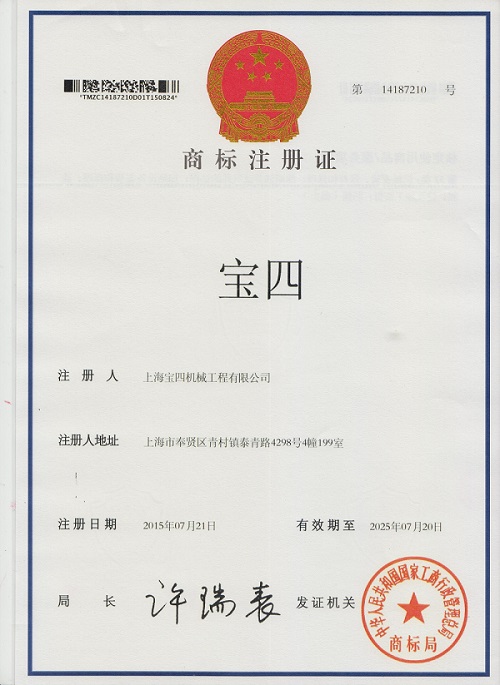 *TMZC14187210D01T150824*
第 14187210 号
商标注册证
宝四
注册人 上海宝四机械工程有限公司
注册人地址 上海市奉贤区青村镇泰青路4298号4幢199室
注册日期 2015年07月21日 有效期至 2025年07月20日
局长 许瑞表 发证机关
中华人民共和国国家工商行政管理总局
商标局